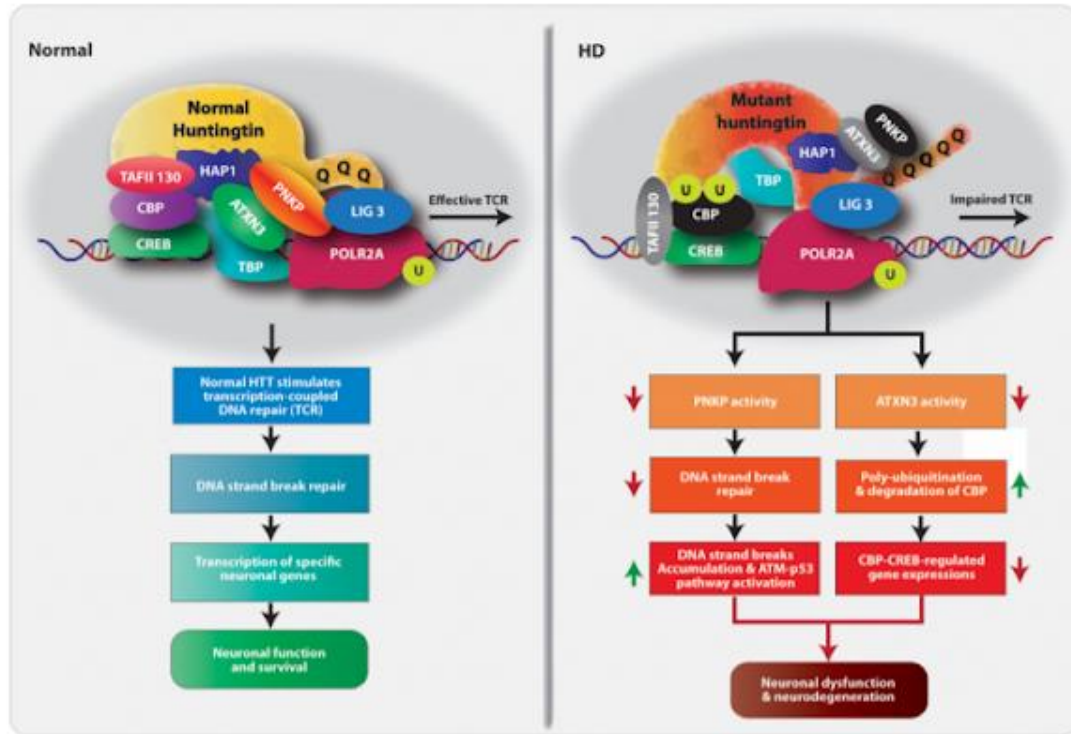 Normal
Normal
Huntingtin
TAFII 130
HAP1
CBP
CREB
ATXN3
PNKP
Q Q Q
LIG 3
TBP
POLR2A
U
Effective TCR
Normal HTT stimulates
transcription-coupled
DNA repair (TCR)
DNA strand break repair
Transcription of specific
neuronal genes
Neuronal function
and survival
HD
Mutant
huntingtin
HAP1
ATXN3
PNKP
Q Q Q Q
TBP
U U
CBP
TAFII 130
CREB
LIG 3
POLR2A
U
Impaired TCR
PNKP activity
ATXN3 activity
DNA strand break
repair
Poly-ubiquitination
& degradation of CBP
DNA strand breaks
Accumulation & ATM-p53
pathway activation
CBP-CREB-regulated
gene expressions
Neuronal dysfunction
& neurodegeneration